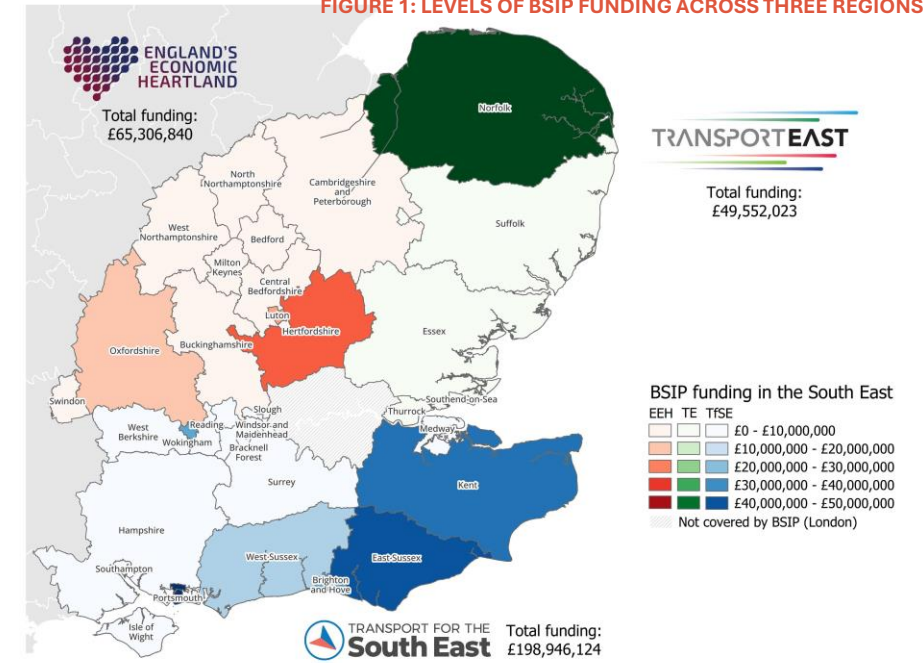 FIGURE 1: LEVELS OF BSIP FUNDING ACROSS THREE REGIONS
ENGLAND'S
ECONOMIC
HEARTLAND
Total funding:
£65,306,840
TRANSPORT EAST
Total funding:
£49,552,023
Norfolk
North
Northamptonshire
Cambridgeshire
and
Peterborough
Suffolk
West
Northamptonshire
Bedford
Milton
Keynes
Central
Bedfordshire
Luton
Hertfordshire
Essex
Buckinghamshire
Oxfordshire
Swindon
Southend-on-Sea
Thurrock
Slough
Reading
Windsor and
Maidenhead
West
Berkshire
Wokingham
Bracknell
Forest
Medway
Kent
Surrey
Hampshire
West Sussex
East Sussex
Southampton
Brighton
and Hove
Portsmouth
Isle of
Wight
BSIP funding in the South East
EEH TE TfSE
£0 - £10,000,000
£10,000,000 - £20,000,000
£20,000,000 - £30,000,000
£30,000,000 - £40,000,000
£40,000,000 - £50,000,000
Not covered by BSIP (London)
TRANSPORT FOR THE
South East
Total funding:
£198,946,124